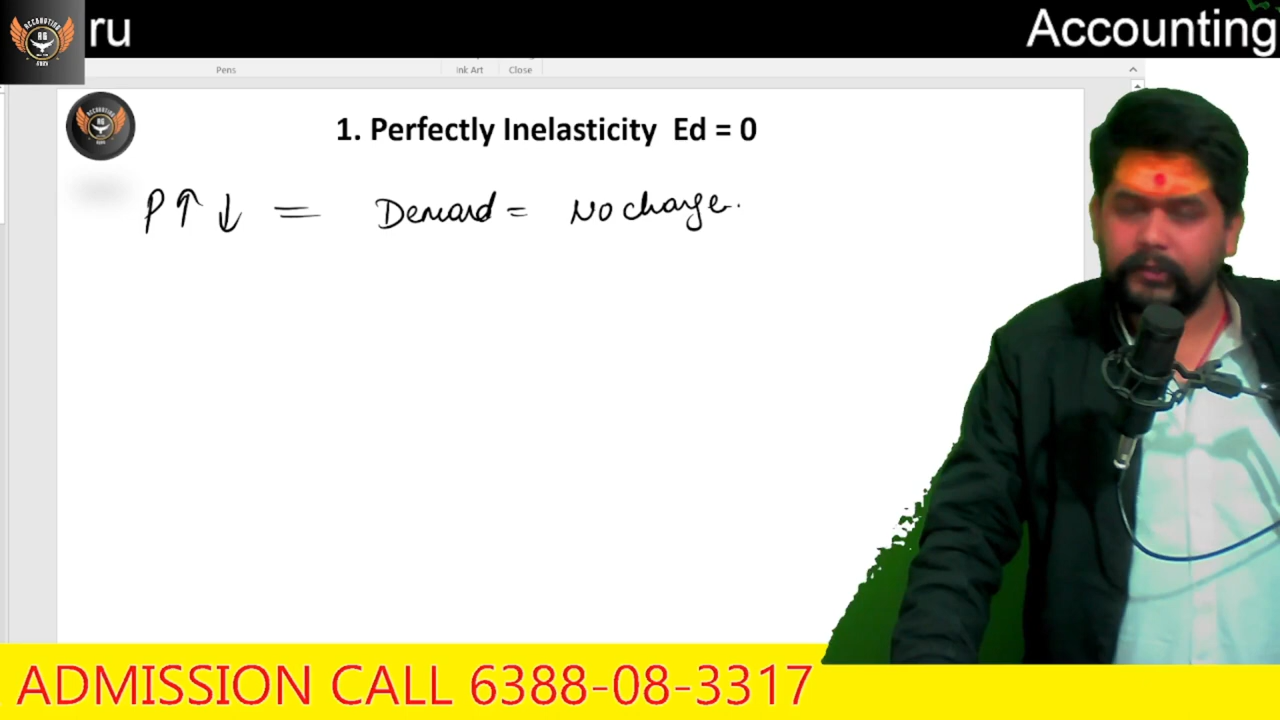 ru
Accounting
Pens
Ink Art
Close
1. Perfectly Inelasticity Ed = 0
P↑ ↓ = Demand = No change.
ADMISSION CALL 6388-08-3317